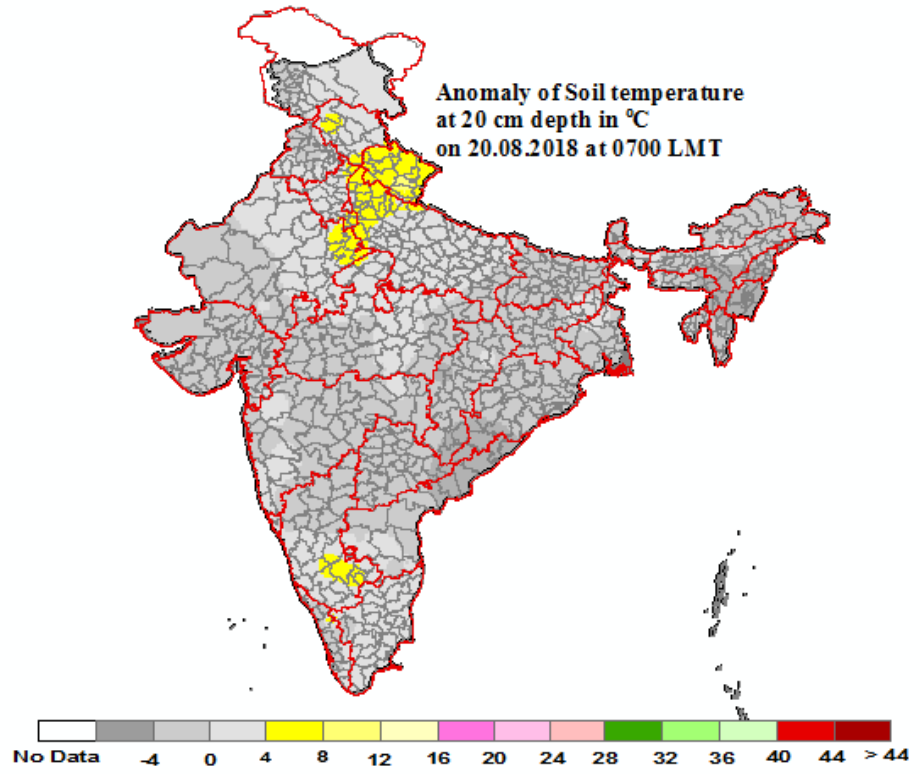 Anomaly of Soil temperature
at 20 cm depth in °C
on 20.08.2018 at 0700 LMT
No Data -4 0 4 8 12 16 20 24 28 32 36 40 44 > 44